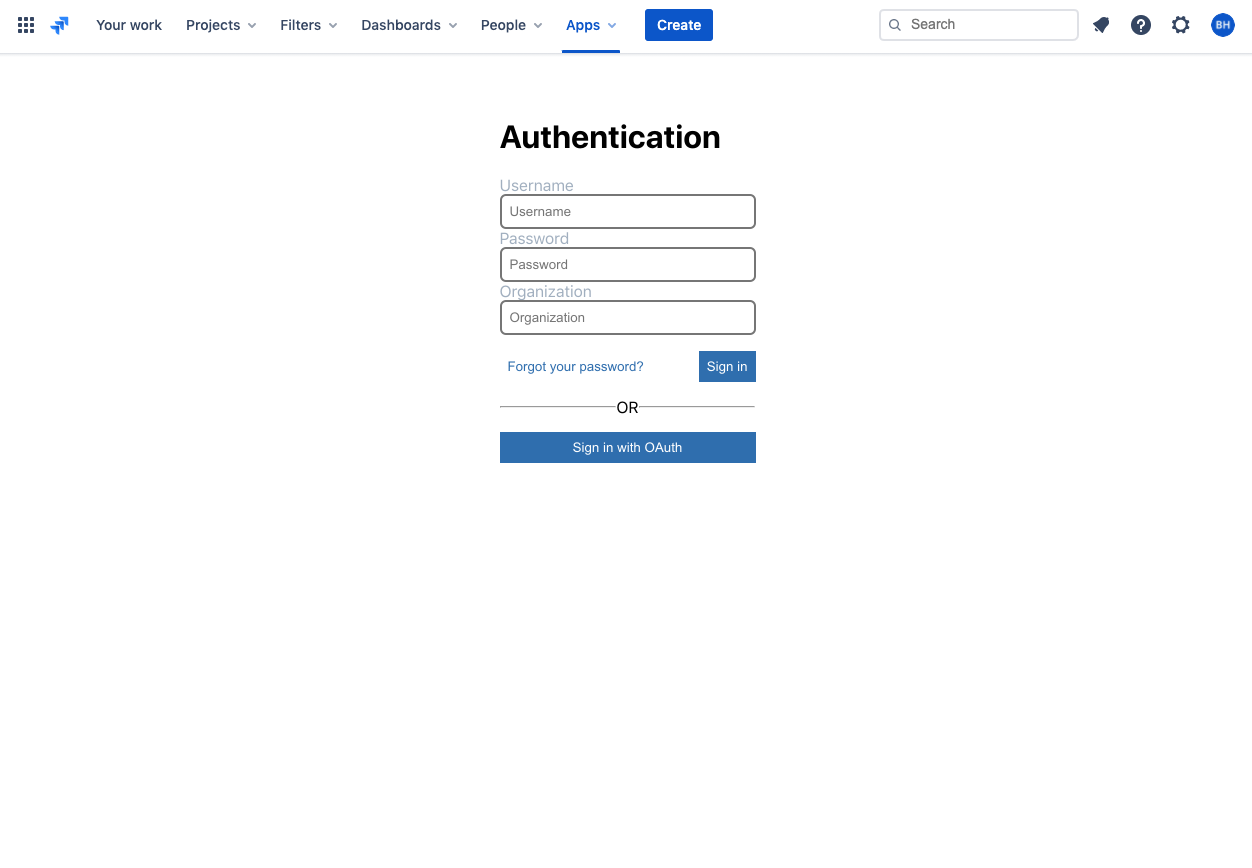 Your work Projects Filters Dashboards People Apps Create Search BH
Authentication
Username
Username
Password
Password
Organization
Organization
Forgot your password? Sign in
OR
Sign in with OAuth